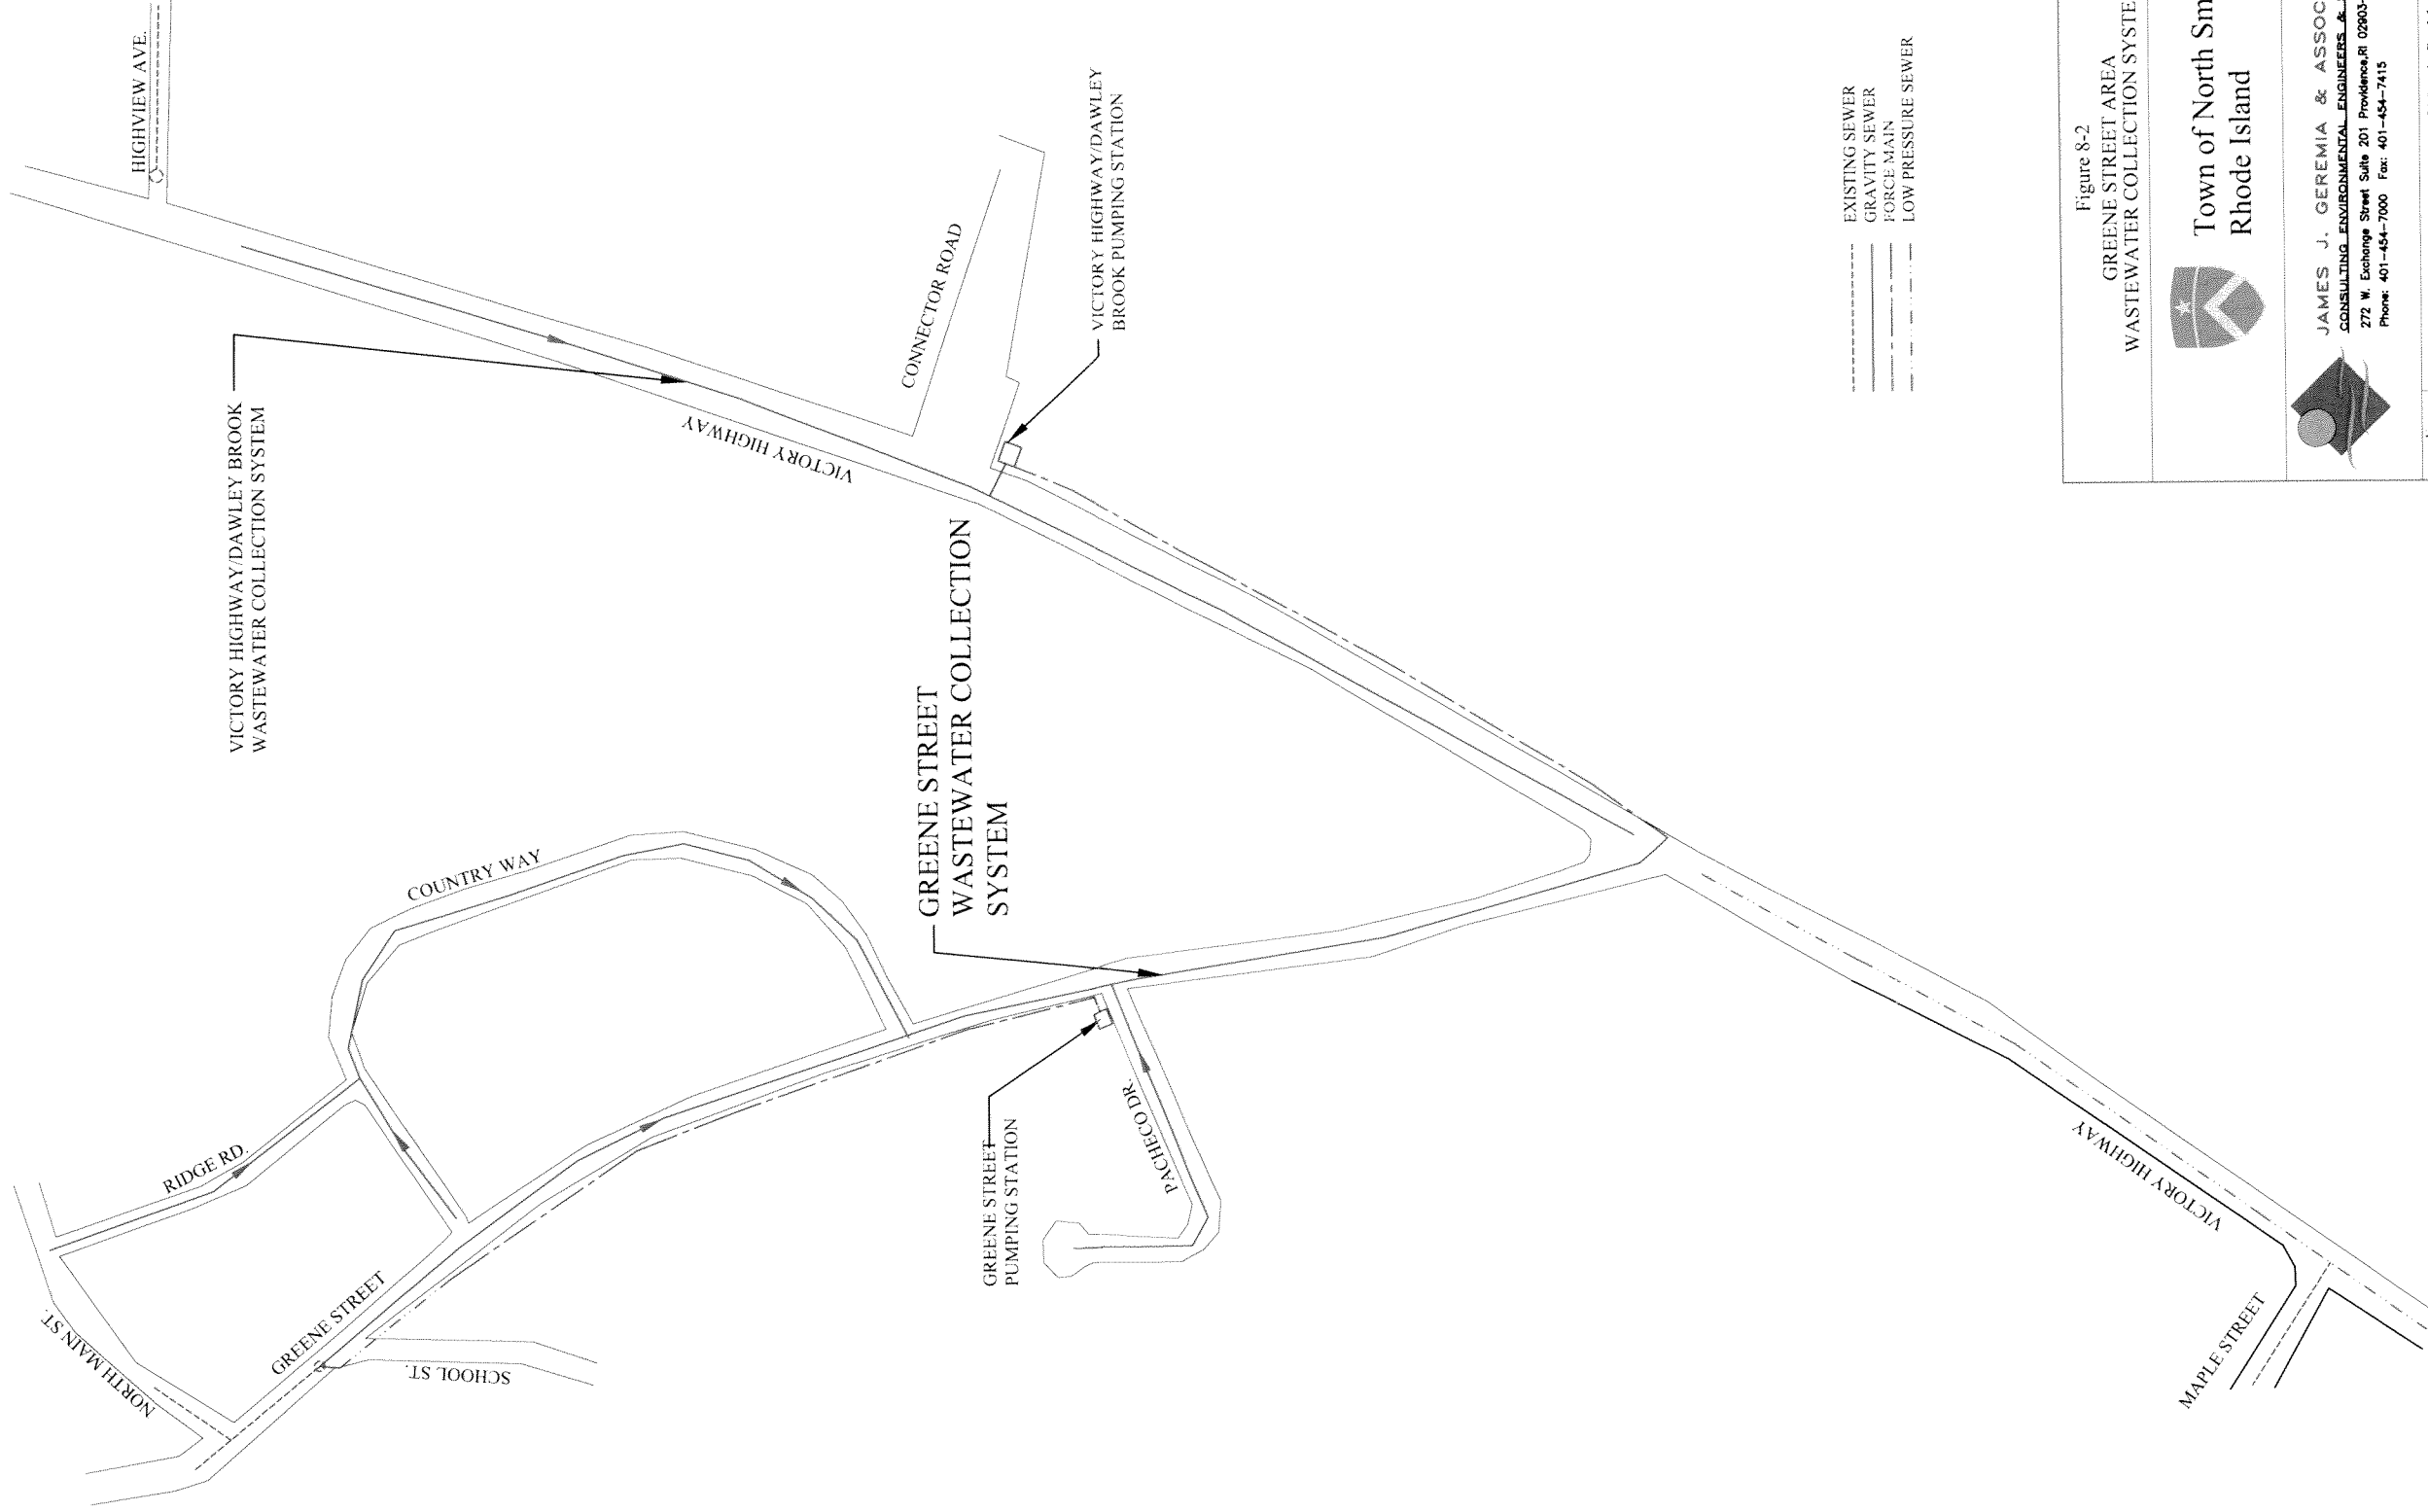 HIGHVIEW AVE.
VICTORY HIGHWAY/DAWLEY BROOK
WASTEWATER COLLECTION SYSTEM
CONNECTOR ROAD
VICTORY HIGHWAY/DAWLEY
BROOK PUMPING STATION
VICTORY HIGHWAY
GREENE STREET
WASTEWATER COLLECTION
SYSTEM
COUNTRY WAY
RIDGE RD.
NORTH MAIN ST.
GREENE STREET
SCHOOL ST.
GREENE STREET
PUMPING STATION
PACHECO DR.
VICTORY HIGHWAY
MAPLE STREET
EXISTING SEWER
GRAVITY SEWER
FORCE MAIN
LOW PRESSURE SEWER
Figure 8-2
GREENE STREET AREA
WASTEWATER COLLECTION SYSTE
Town of North Sm
Rhode Island
JAMES J. GEREMIA & ASSOC
CONSULTING ENVIRONMENTAL ENGINEERS &
272 W. Exchange Street Suite 201 Providence,RI 02903-
Phone: 401-454-7000 Fax: 401-454-7415